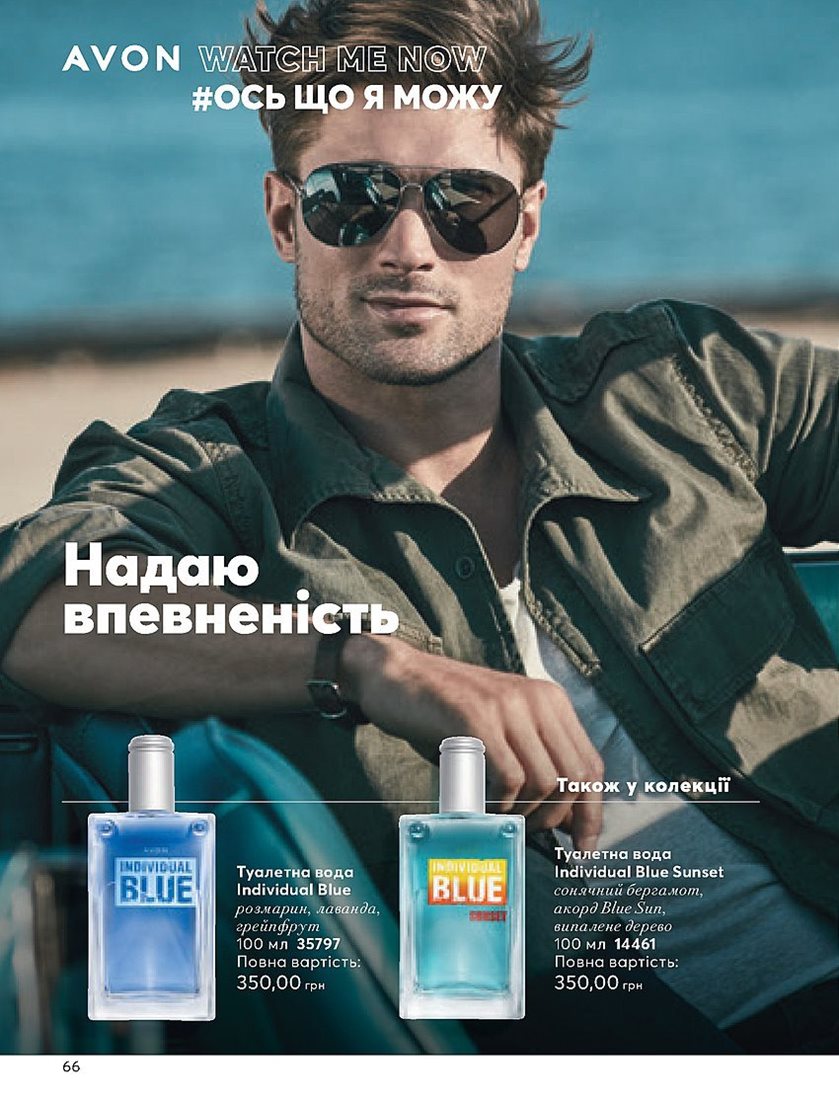 AVON WATCH ME NOW
#ОСЬ ЩО Я МОЖУ
Надаю
впевненість
Також у колекції
AVON
INDIVIDUAL
BLUE
Туалетна вода
Individual Blue
розмарин, лаванда,
грейпфрут
100 мл 35797
Повна вартість:
350,00 грн
INDIVIDUAL
BLUE
SUNSET
Туалетна вода
Individual Blue Sunset
сонячний бергамот,
акорд Blue Sun,
випалене дерево
100 мл 14461
Повна вартість:
350,00 грн
66